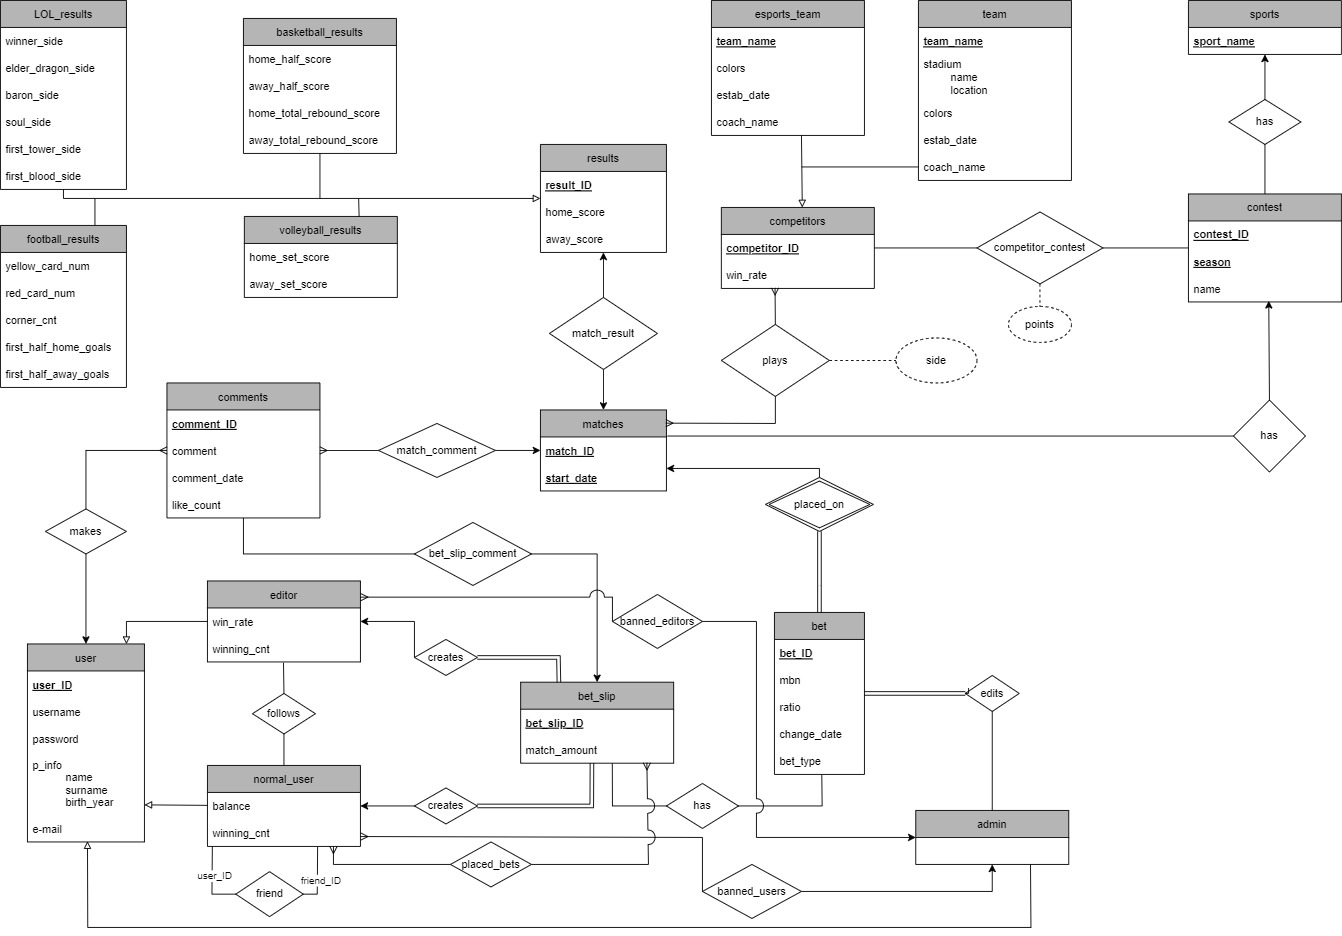 LOL_results
winner_side
elder_dragon_side
baron_side
soul_side
first_tower_side
first_blood_side
basketball_results
home_half_score
away_half_score
home_total_rebound_score
away_total_rebound_score
esports_team
team_name
colors
estab_date
coach_name
team
team_name
stadium
name
location
colors
estab_date
coach_name
sports
sport_name
has
results
result_ID
home_score
away_score
football_results
yellow_card_num
red_card_num
corner_cnt
first_half_home_goals
first_half_away_goals
volleyball_results
home_set_score
away_set_score
competitors
competitor_ID
win_rate
competitor_contest
points
contest
contest_ID
season
name
match_result
plays
side
comments
comment_ID
comment
comment_date
like_count
match_comment
matches
match_ID
start_date
has
makes
bet_slip_comment
placed_on
editor
win_rate
winning_cnt
banned_editors
creates
bet
bet_ID
mbn
ratio
change_date
bet_type
edits
user
user_ID
username
password
p_info
name
surname
birth_year
e-mail
follows
bet_slip
bet_slip_ID
match_amount
normal_user
balance
winning_cnt
creates
has
admin
placed_bets
user_ID
friend_ID
friend
banned_users